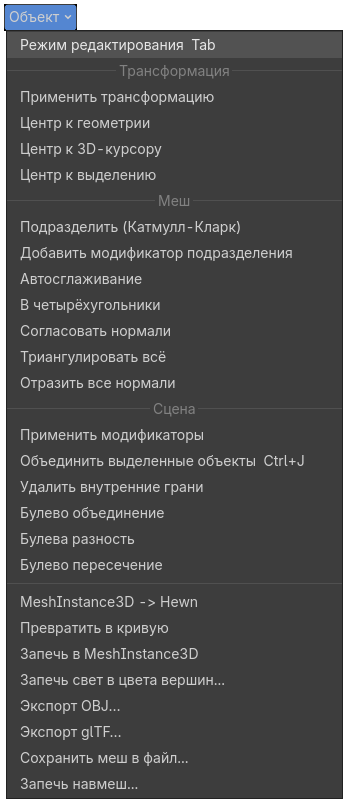 Объект
Режим редактирования Tab
Трансформация
Применить трансформацию
Центр к геометрии
Центр к 3D-курсору
Центр к выделению
Меш
Подразделить (Катмулл-Кларк)
Добавить модификатор подразделения
Автосглаживание
В четырёхугольники
Согласовать нормали
Триангулировать всё
Отразить все нормали
Сцена
Применить модификаторы
Объединить выделенные объекты Ctrl+J
Удалить внутренние грани
Булево объединение
Булева разность
Булево пересечение
MeshInstance3D -> Hewn
Превратить в кривую
Запечь в MeshInstance3D
Запечь свет в цвета вершин...
Экспорт OBJ...
Экспорт glTF...
Сохранить меш в файл...
Запечь навмеш...